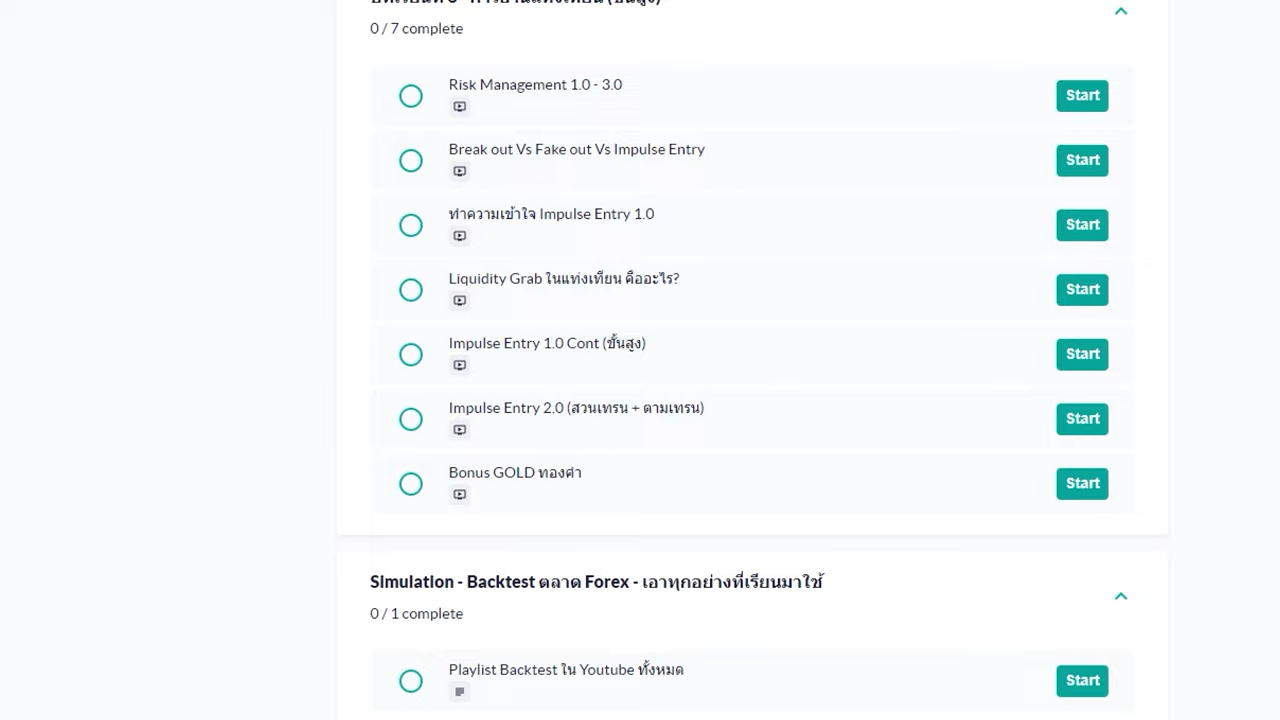 0 / 7 complete
Risk Management 1.0 - 3.0
Start
Break out Vs Fake out Vs Impulse Entry
Start
ทำความเข้าใจ Impulse Entry 1.0
Start
Liquidity Grab ในแท่งเทียน คืออะไร?
Start
Impulse Entry 1.0 Cont (ขั้นสูง)
Start
Impulse Entry 2.0 (สวนเทรน + ตามเทรน)
Start
Bonus GOLD ทองคำ
Start
Simulation - Backtest ตลาด Forex - เอาทุกอย่างที่เรียนมาใช้
0 / 1 complete
Playlist Backtest ใน Youtube ทั้งหมด
Start